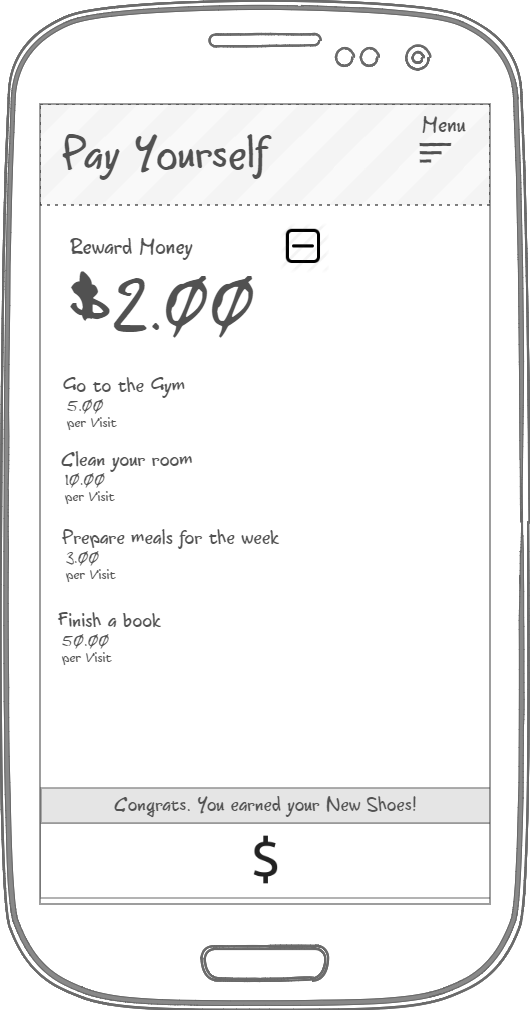 Menu
Pay Yourself
Reward Money
$2.00
Go to the Gym
5.00
per Visit
Clean your room
10.00
per Visit
Prepare meals for the week
3.00
per Visit
Finish a book
50.00
per Visit
Congrats. You earned your New Shoes!
$